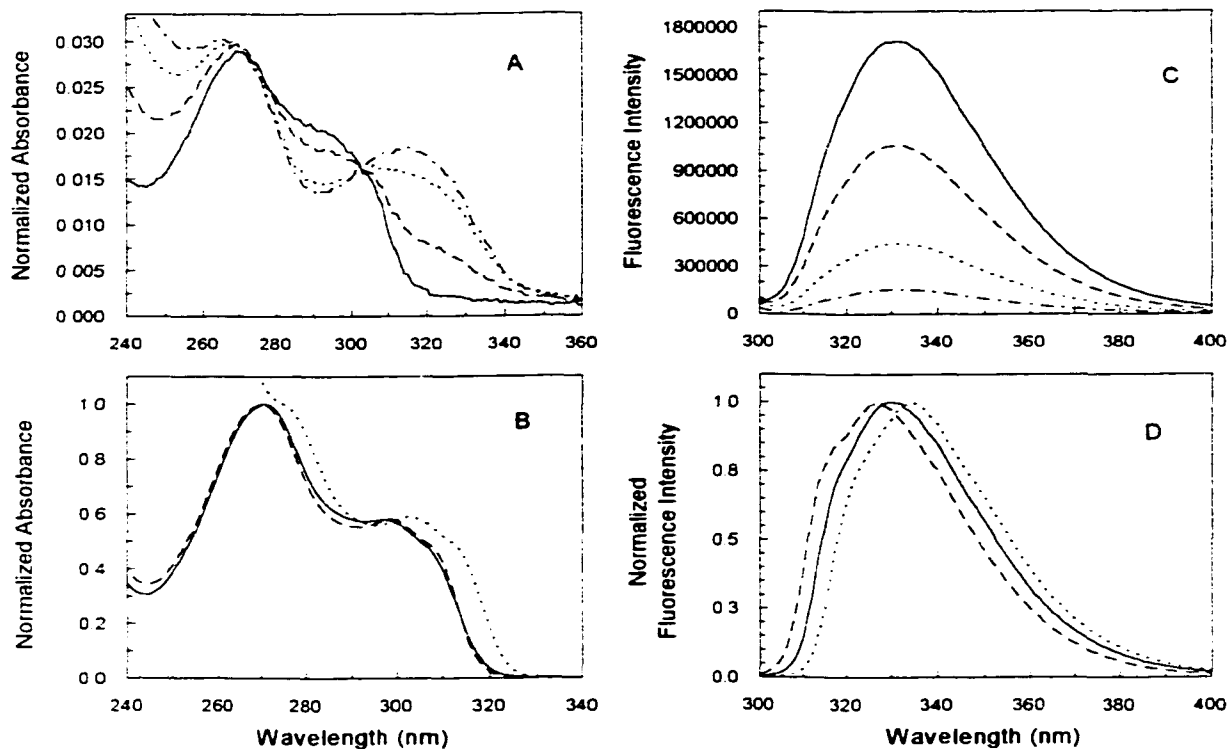 0.030
0.025
0.020
0.015
0.010
0.005
0.000
Normalized Absorbance
A
240 260 280 300 320 340 360
1800000
1500000
1200000
900000
600000
300000
0
Fluorescence Intensity
C
300 320 340 360 380 400
1.0
0.8
0.6
0.4
0.2
0.0
Normalized Absorbance
B
240 260 280 300 320 340
Wavelength (nm)
1.0
0.8
0.5
0.3
0.0
Normalized
Fluorescence Intensity
D
300 320 340 360 380 400
Wavelength (nm)